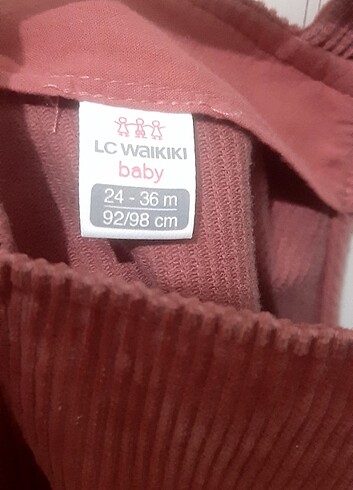 LC WAIKIKI
baby
24 - 36 m
92/98 cm